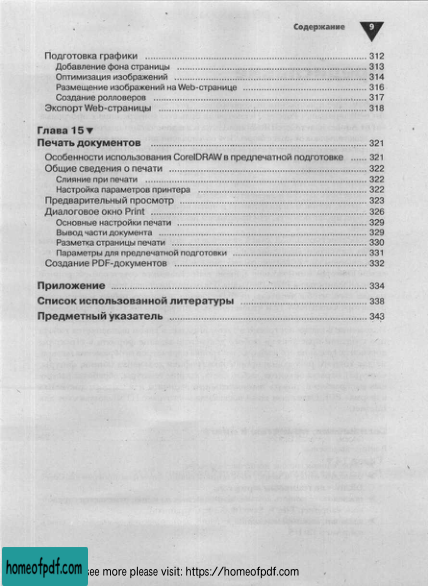 Содержание 9
Подготовка графики 312
Добавление фона страницы 313
Оптимизация изображений 314
Размещение изображений на Web-странице 316
Создание ролловеров 317
Экспорт Web-страницы 318
Глава 15 ▼
Печать документов 321
Особенности использования CorelDRAW в предпечатной подготовке 321
Общие сведения о печати 322
Слияние при печати 322
Настройка параметров принтера 322
Предварительный просмотр 323
Диалоговое окно Print 326
Основные настройки печати 329
Вывод части документа 329
Разметка страницы печати 330
Параметры для предпечатной подготовки 331
Создание PDF-документов 332
Приложение 334
Список использованной литературы 338
Предметный указатель 343
homeofpdf.com see more please visit: https://homeofpdf.com